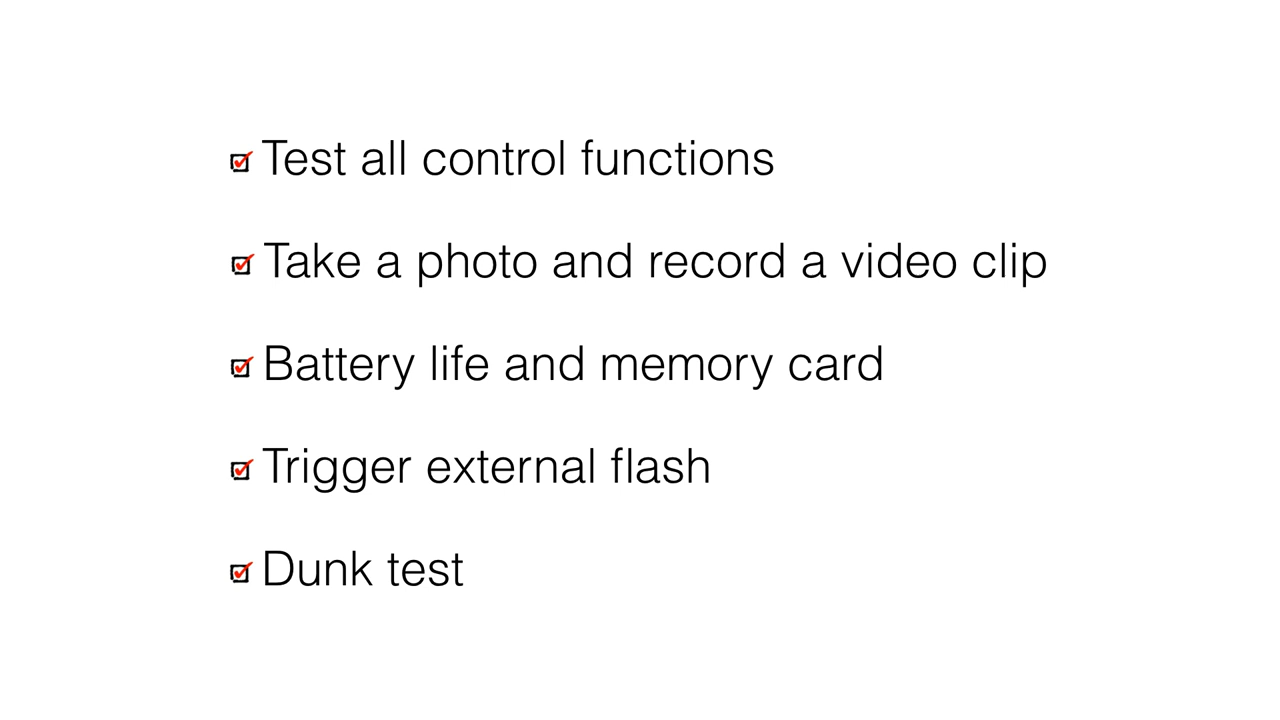 Test all control functions
Take a photo and record a video clip
Battery life and memory card
Trigger external flash
Dunk test